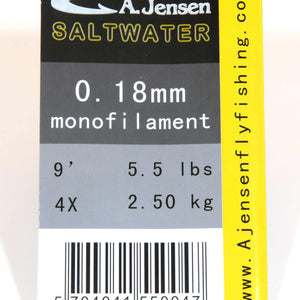 A.Jensen
SALTWATER
0.18mm
monofilament
9' 5.5 lbs
4X 2.50 kg
www.Ajensenflyfishing.co